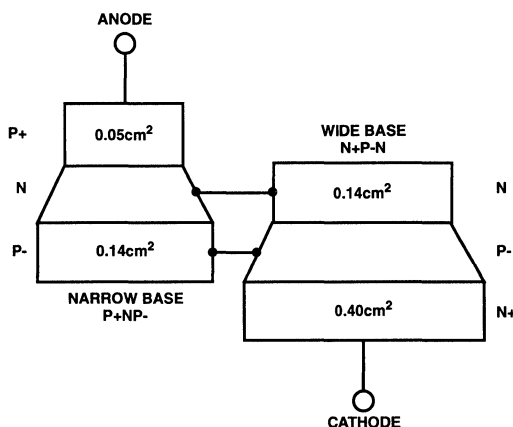 ANODE
P+
0.05cm²
N
P-
0.14cm²
NARROW BASE
P+NP-
WIDE BASE
N+P-N
0.14cm²
N
P-
0.40cm²
N+
CATHODE